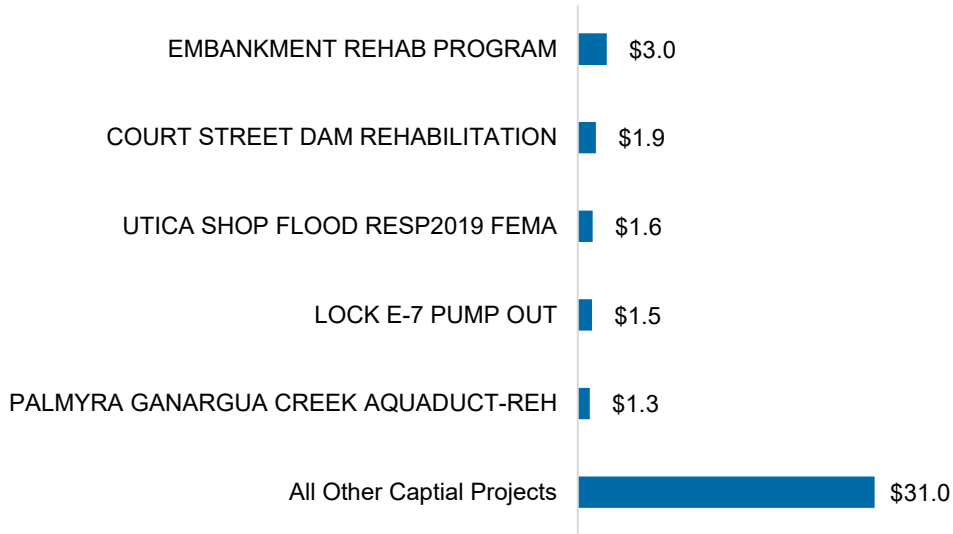 EMBANKMENT REHAB PROGRAM $3.0
COURT STREET DAM REHABILITATION $1.9
UTICA SHOP FLOOD RESP2019 FEMA $1.6
LOCK E-7 PUMP OUT $1.5
PALMYRA GANARGUA CREEK AQUADUCT-REH $1.3
All Other Captial Projects $31.0